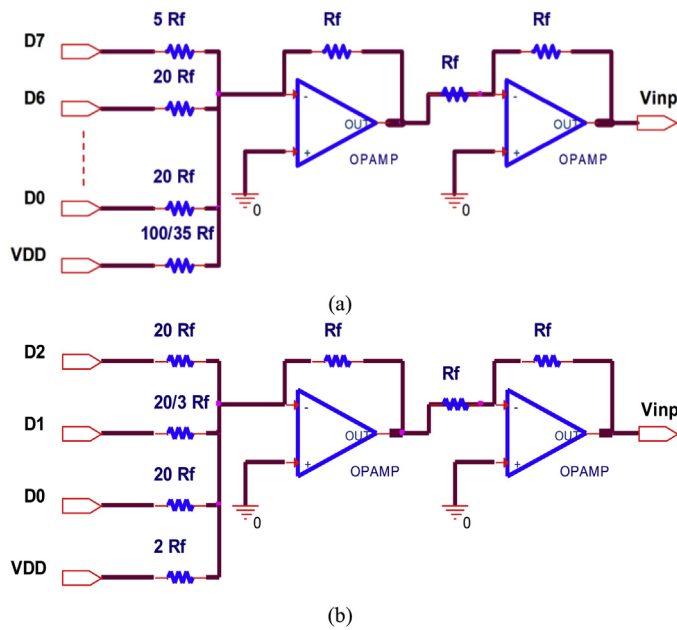 5 Rf
D7
Rf
Rf
20 Rf
Rf
D6
-
-
Vinp
OUT
OUT
+
OPAMP
+
OPAMP
20 Rf
D0
0
0
100/35 Rf
VDD
(a)
20 Rf
Rf
Rf
D2
Rf
20/3 Rf
-
-
Vinp
D1
OUT
OUT
+
OPAMP
+
OPAMP
20 Rf
D0
0
0
2 Rf
VDD
(b)